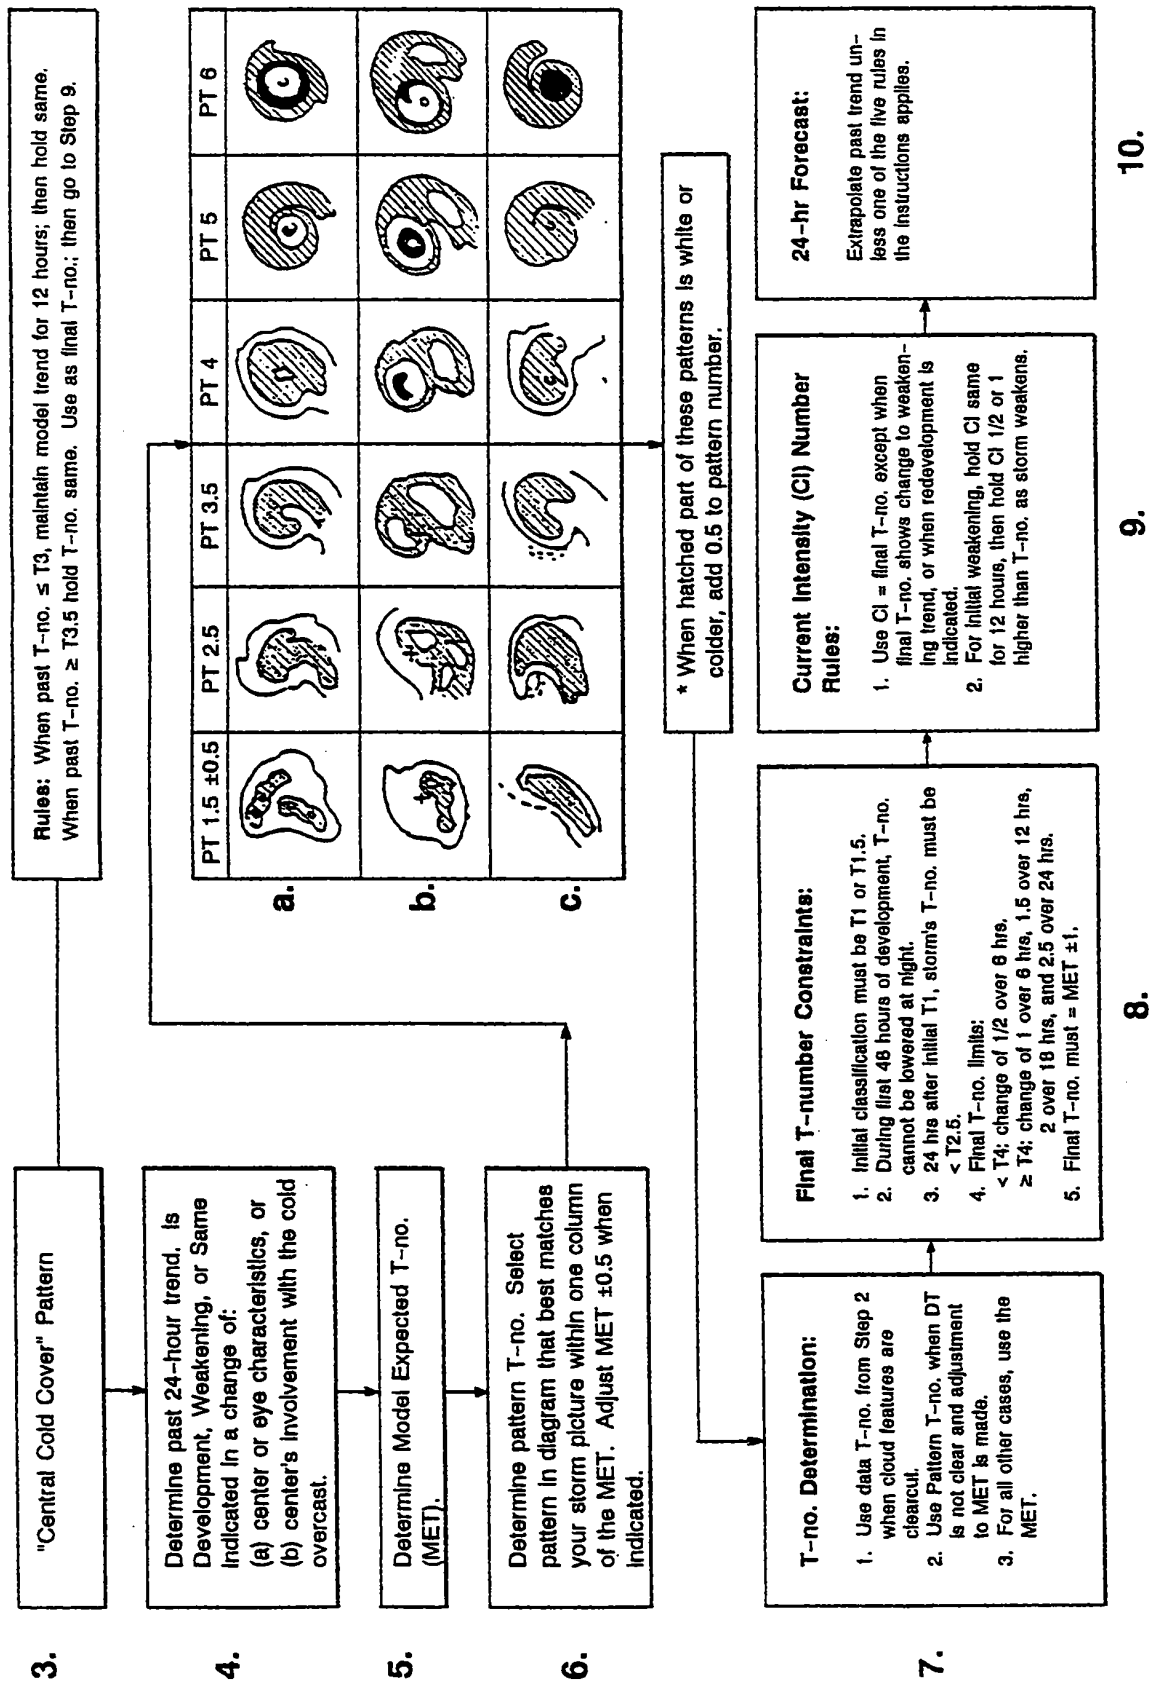 3.
"Central Cold Cover" Pattern
Rules: When past T-no. ≤ T3, maintain model trend for 12 hours; then hold same.
When past T-no. ≥ T3.5 hold T-no. same. Use as final T-no.; then go to Step 9.
4.
Determine past 24-hour trend. Is
Development, Weakening, or Same
indicated in a change of:
(a) center or eye characteristics, or
(b) center's involvement with the cold
overcast.
5.
Determine Model Expected T-no.
(MET).
6.
Determine pattern T-no. Select
pattern in diagram that best matches
your storm picture within one column
of the MET. Adjust MET ±0.5 when
indicated.
PT 1.5 ±0.5
PT 2.5
PT 3.5
PT 4
PT 5
PT 6
a.
b.
c.
* When hatched part of these patterns is white or
colder, add 0.5 to pattern number.
7.
T-no. Determination:
1. Use data T-no. from Step 2
when cloud features are
clearcut.
2. Use Pattern T-no. when DT
is not clear and adjustment
to MET is made.
3. For all other cases, use the
MET.
Final T-number Constraints:
1. Initial classification must be T1 or T1.5.
2. During first 48 hours of development, T-no.
cannot be lowered at night.
3. 24 hrs after initial T1, storm's T-no. must be
< T2.5.
4. Final T-no. limits:
< T4: change of 1/2 over 6 hrs.
≥ T4: change of 1 over 6 hrs, 1.5 over 12 hrs,
2 over 18 hrs, and 2.5 over 24 hrs.
5. Final T-no. must = MET ±1.
8.
Current Intensity (CI) Number
Rules:
1. Use CI = final T-no. except when
final T-no. shows change to weaken-
ing trend, or when redevelopment is
indicated.
2. For initial weakening, hold CI same
for 12 hours, then hold CI 1/2 or 1
higher than T-no. as storm weakens.
9.
24-hr Forecast:
Extrapolate past trend un-
less one of the five rules in
the instructions applies.
10.